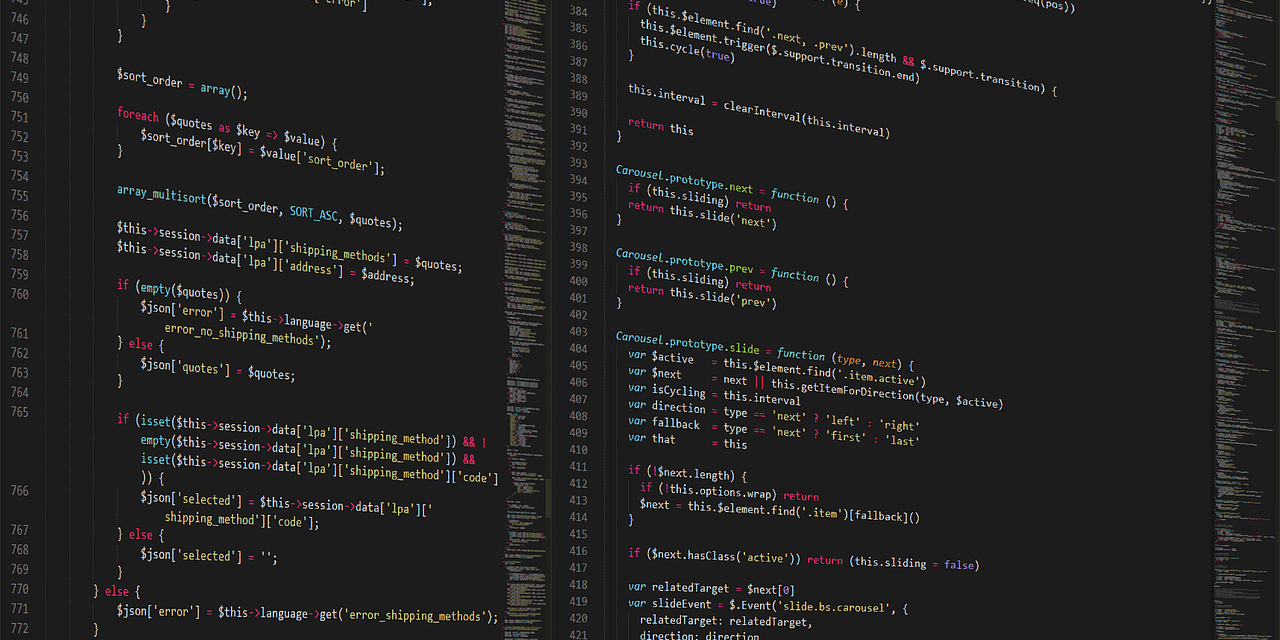 745
746 }
747 }
748 }
749
750 $sort_order = array();
751
752 foreach ($quotes as $key => $value) {
753 $sort_order[$key] = $value['sort_order'];
754 }
755
756 array_multisort($sort_order, SORT_ASC, $quotes);
757
758 $this->session->data['lpa']['shipping_methods'] = $quotes;
759 $this->session->data['lpa']['address'] = $address;
760
if (empty($quotes)) {
$json['error'] = $this->language->get('
761 error_no_shipping_methods');
762 } else {
763 $json['quotes'] = $quotes;
764 }
765
if (isset($this->session->data['lpa']['shipping_method']) && !
empty($this->session->data['lpa']['shipping_method']) &&
isset($this->session->data['lpa']['shipping_method']['code']
)) {
766 $json['selected'] = $this->session->data['lpa']['
shipping_method']['code'];
767 } else {
768 $json['selected'] = '';
769 }
770 } else {
771 $json['error'] = $this->language->get('error_shipping_methods');
772 }
384 if (this.$element.find('.next, .prev').length && $.support.transition) {
385 this.$element.trigger($.support.transition.end)
386 this.cycle(true)
387 }
388
389 this.interval = clearInterval(this.interval)
390
391 return this
392 }
393
394 Carousel.prototype.next = function () {
395 if (this.sliding) return
396 return this.slide('next')
397 }
398
399 Carousel.prototype.prev = function () {
400 if (this.sliding) return
401 return this.slide('prev')
402 }
403
404 Carousel.prototype.slide = function (type, next) {
405 var $active = this.$element.find('.item.active')
406 var $next = next || this.getItemForDirection(type, $active)
407 var isCycling = this.interval
408 var direction = type == 'next' ? 'left' : 'right'
409 var fallback = type == 'next' ? 'first' : 'last'
410 var that = this
411
412 if (!$next.length) {
413 if (!this.options.wrap) return
414 $next = this.$element.find('.item')[fallback]()
415 }
416
417 if ($next.hasClass('active')) return (this.sliding = false)
418
419 var relatedTarget = $next[0]
420 var slideEvent = $.Event('slide.bs.carousel', {
421 relatedTarget: relatedTarget,
direction: direction